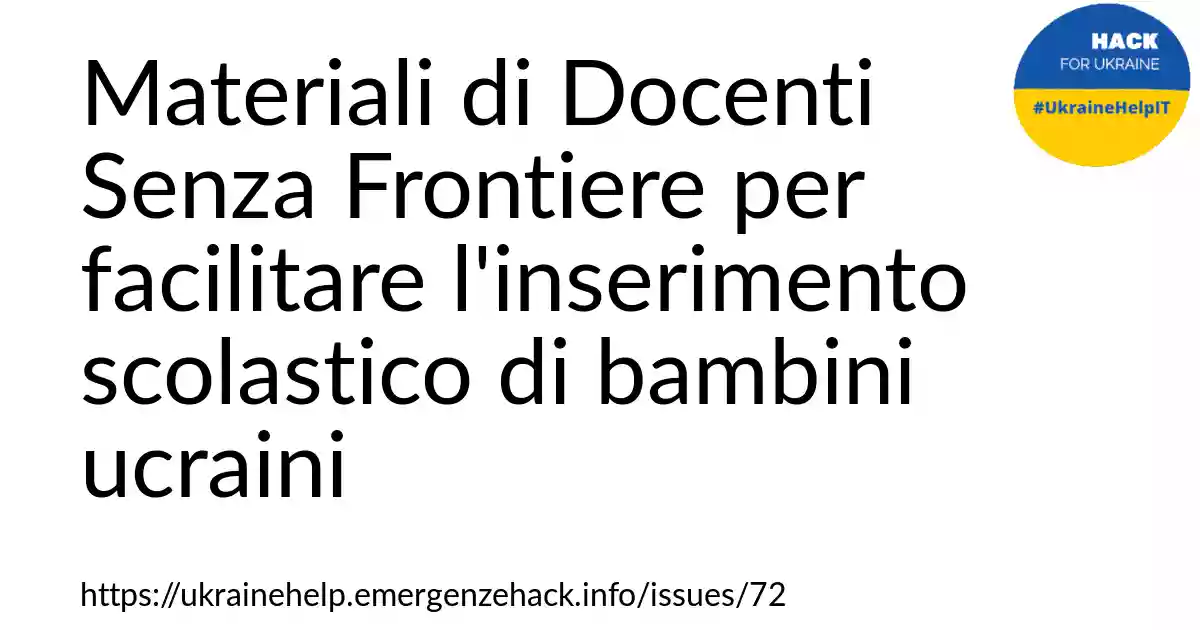 HACK
FOR UKRAINE
#UkraineHelpIT
Materiali di Docenti
Senza Frontiere per
facilitare l'inserimento
scolastico di bambini
ucraini
https://ukrainehelp.emergenzehack.info/issues/72